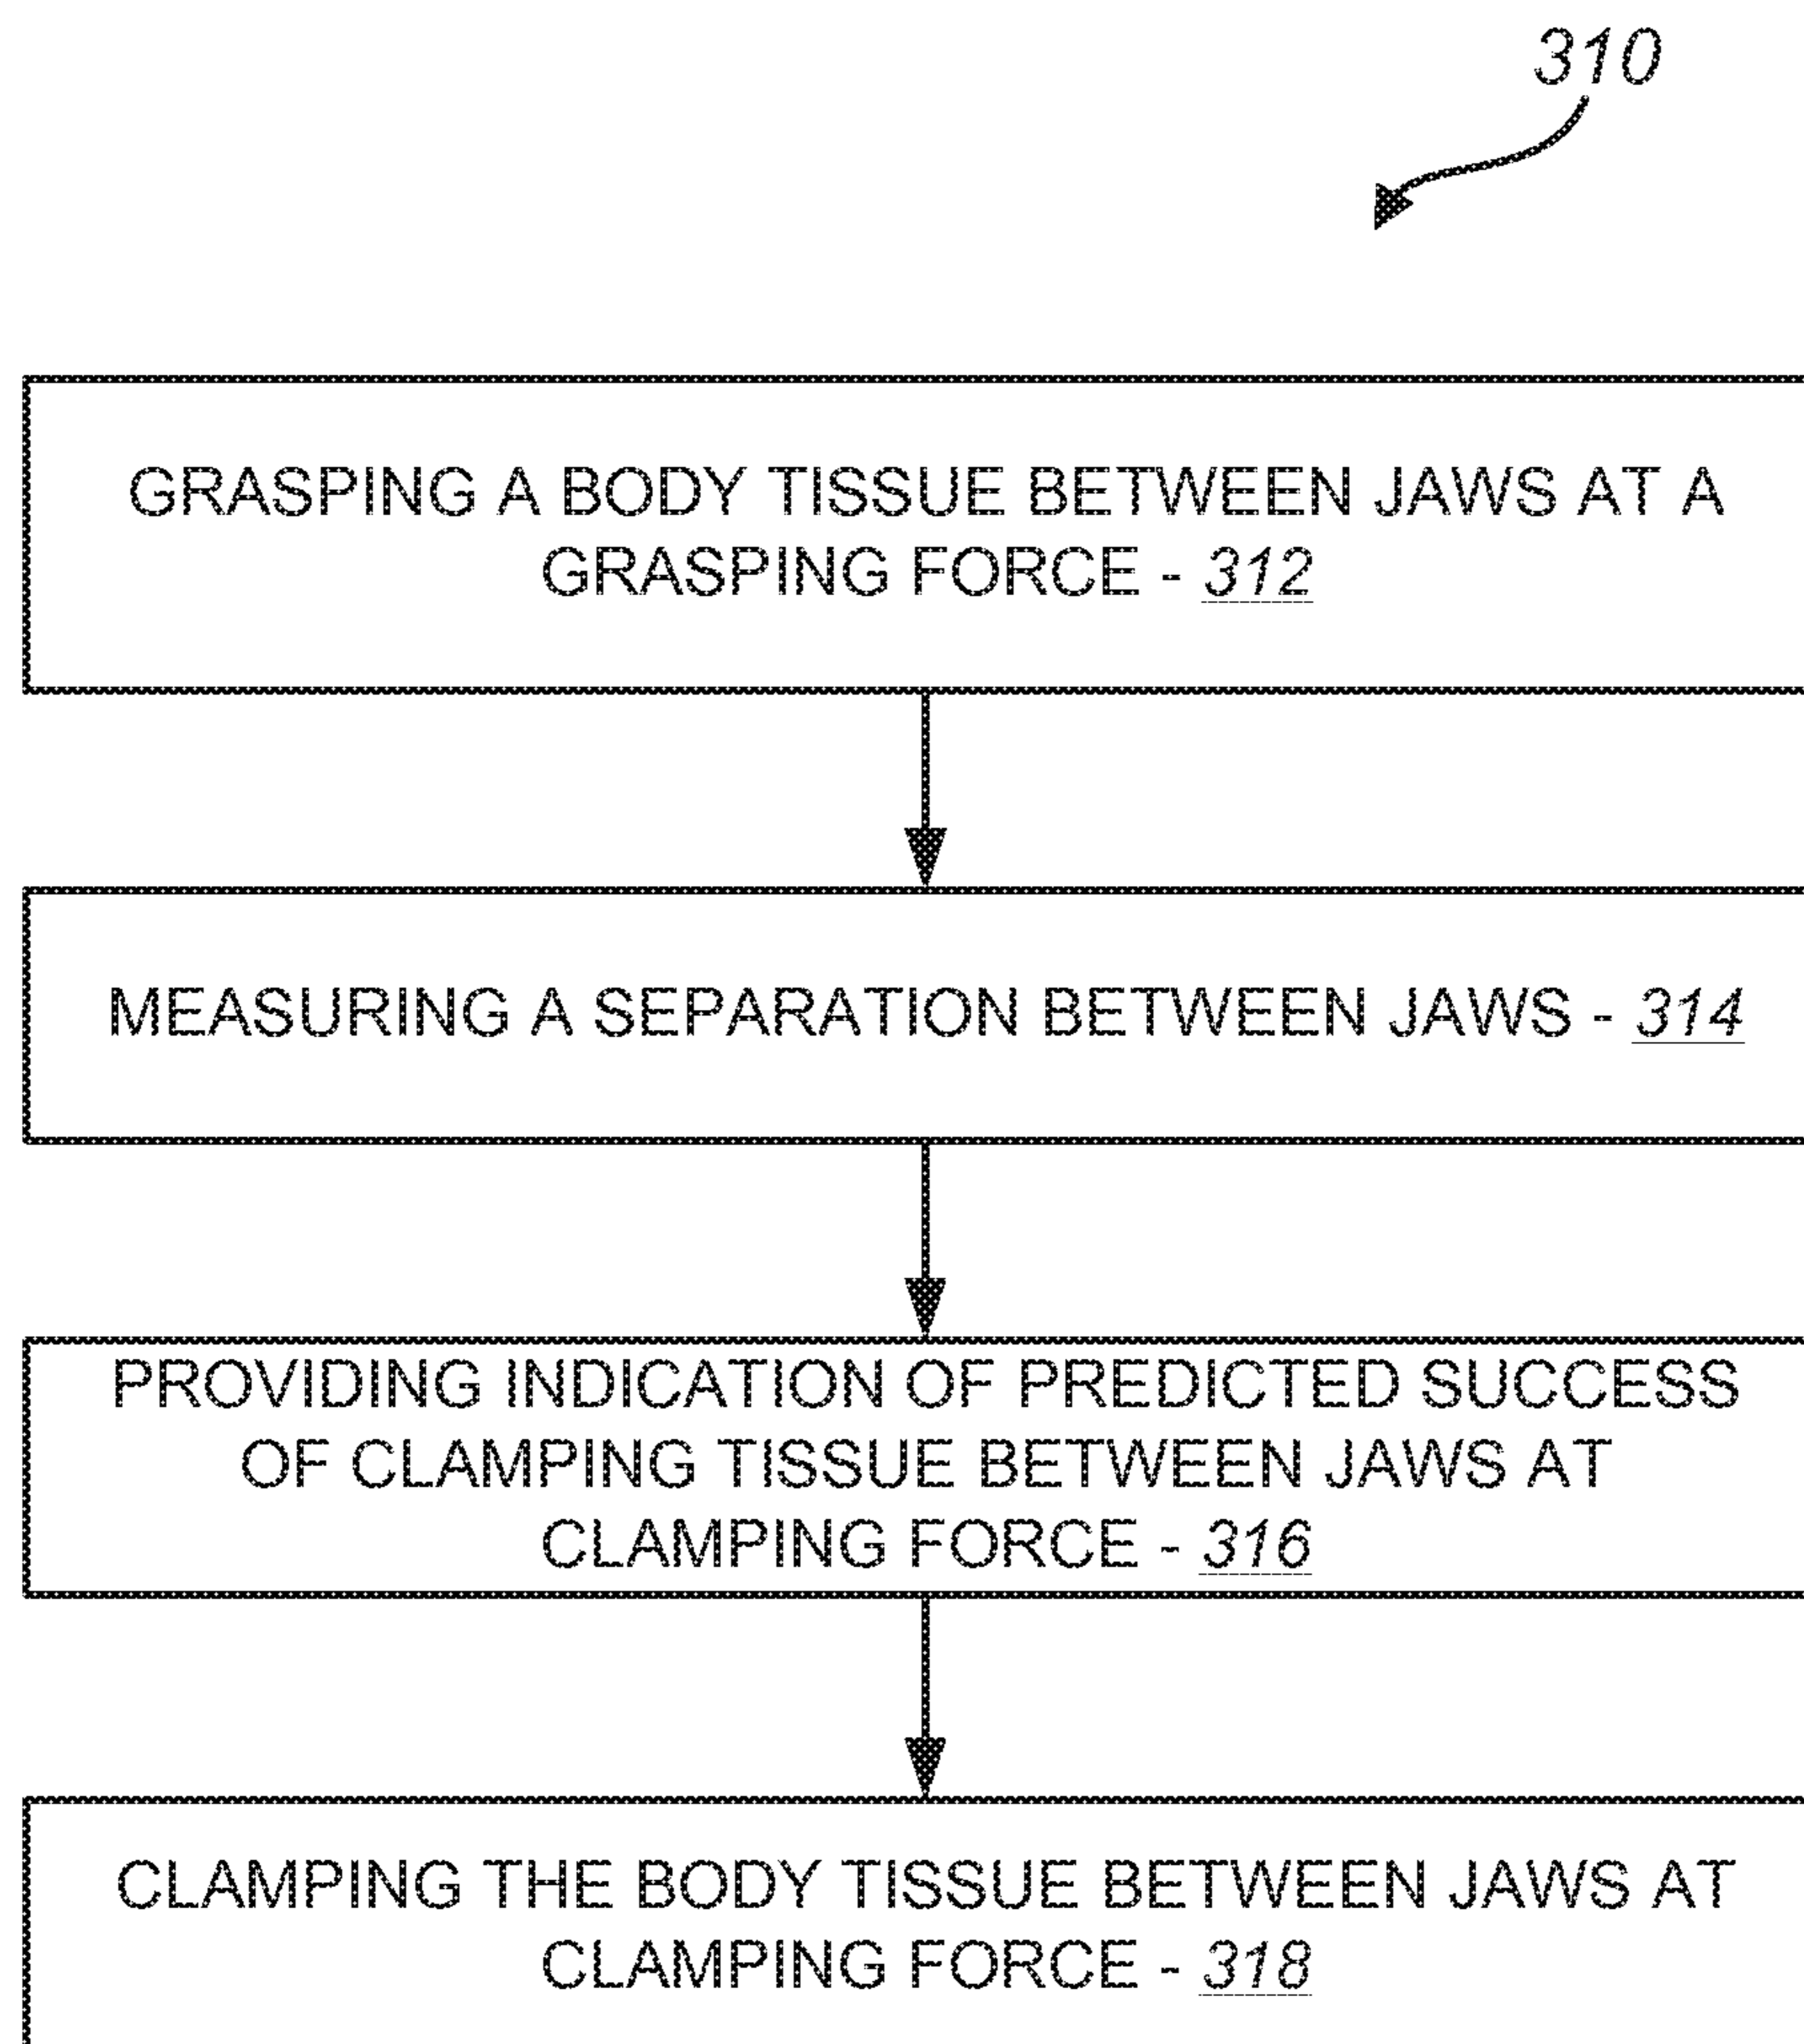 310
GRASPING A BODY TISSUE BETWEEN JAWS AT A
GRASPING FORCE - 312
MEASURING A SEPARATION BETWEEN JAWS - 314
PROVIDING INDICATION OF PREDICTED SUCCESS
OF CLAMPING TISSUE BETWEEN JAWS AT
CLAMPING FORCE - 316
CLAMPING THE BODY TISSUE BETWEEN JAWS AT
CLAMPING FORCE - 318